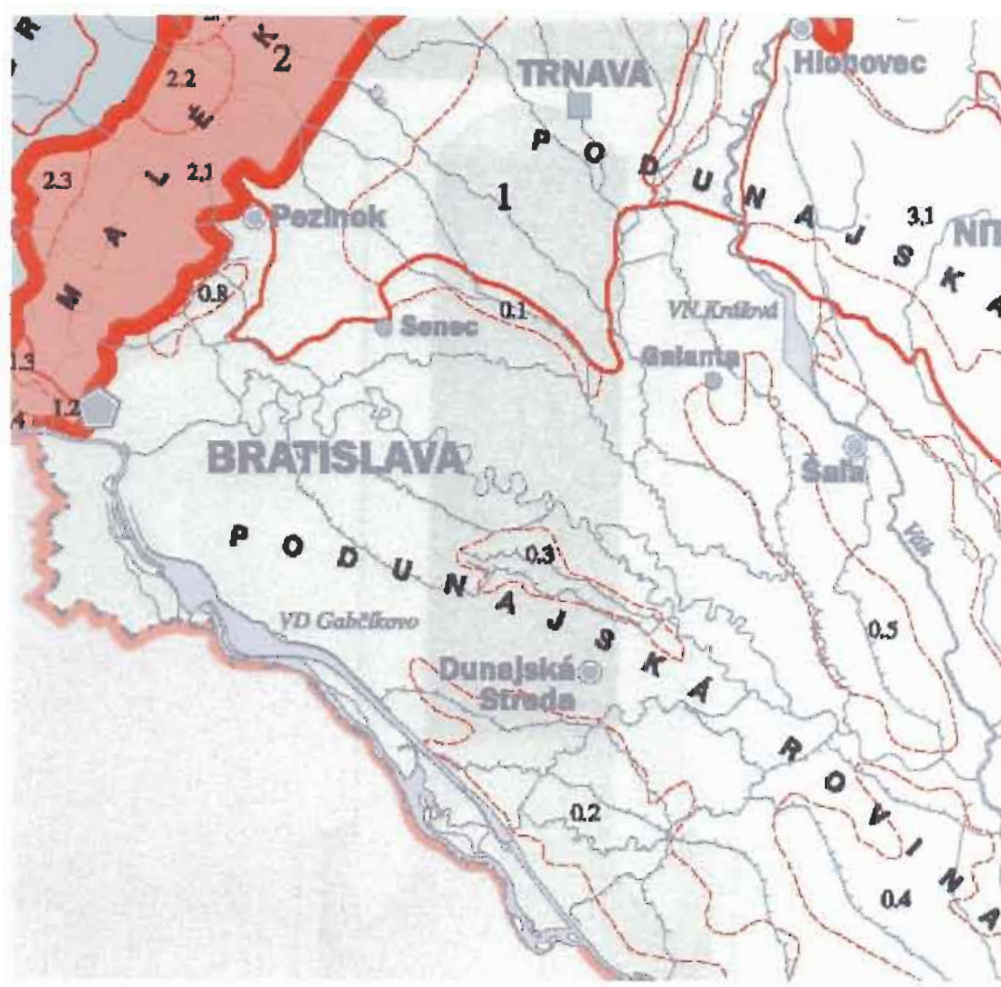 2
2.2
TRNAVA
Hlohovec
MALÉ K
PODUNAJSKÁ
2.3
2.1
1
Pezinok
3.1
NIT
0.8
0.1
VN Kráľová
Senec
Galanta
1.3
1.2
4
BRATISLAVA
Šaľa
Váh
PODUNAJSKÁ ROVINA
0.3
VD Gabčíkovo
0.5
Dunajská
Streda
0.2
0.4